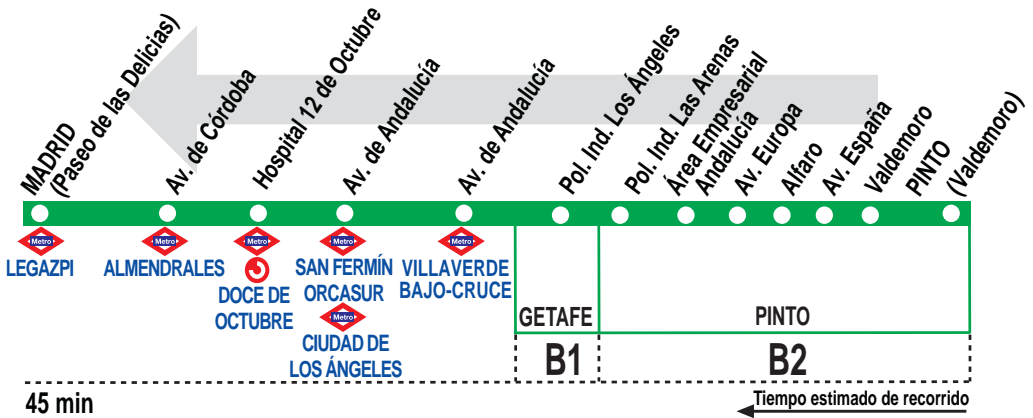 MADRID
(Paseo de las Delicias)
Av. de Córdoba
Hospital 12 de Octubre
Av. de Andalucía
Av. de Andalucía
Pol. Ind. Los Ángeles
Pol. Ind. Las Arenas
Área Empresarial
Andalucía
Av. Europa
Alfaro
Av. España
Valdemoro
PINTO
(Valdemoro)
Metro
Metro
Metro
Metro
Metro
LEGAZPI
ALMENDRALES
DOCE DE
OCTUBRE
SAN FERMÍN
ORCASUR
Metro
CIUDAD DE
LOS ÁNGELES
VILLAVERDE
BAJO-CRUCE
GETAFE
PINTO
B1
B2
45 min
Tiempo estimado de recorrido